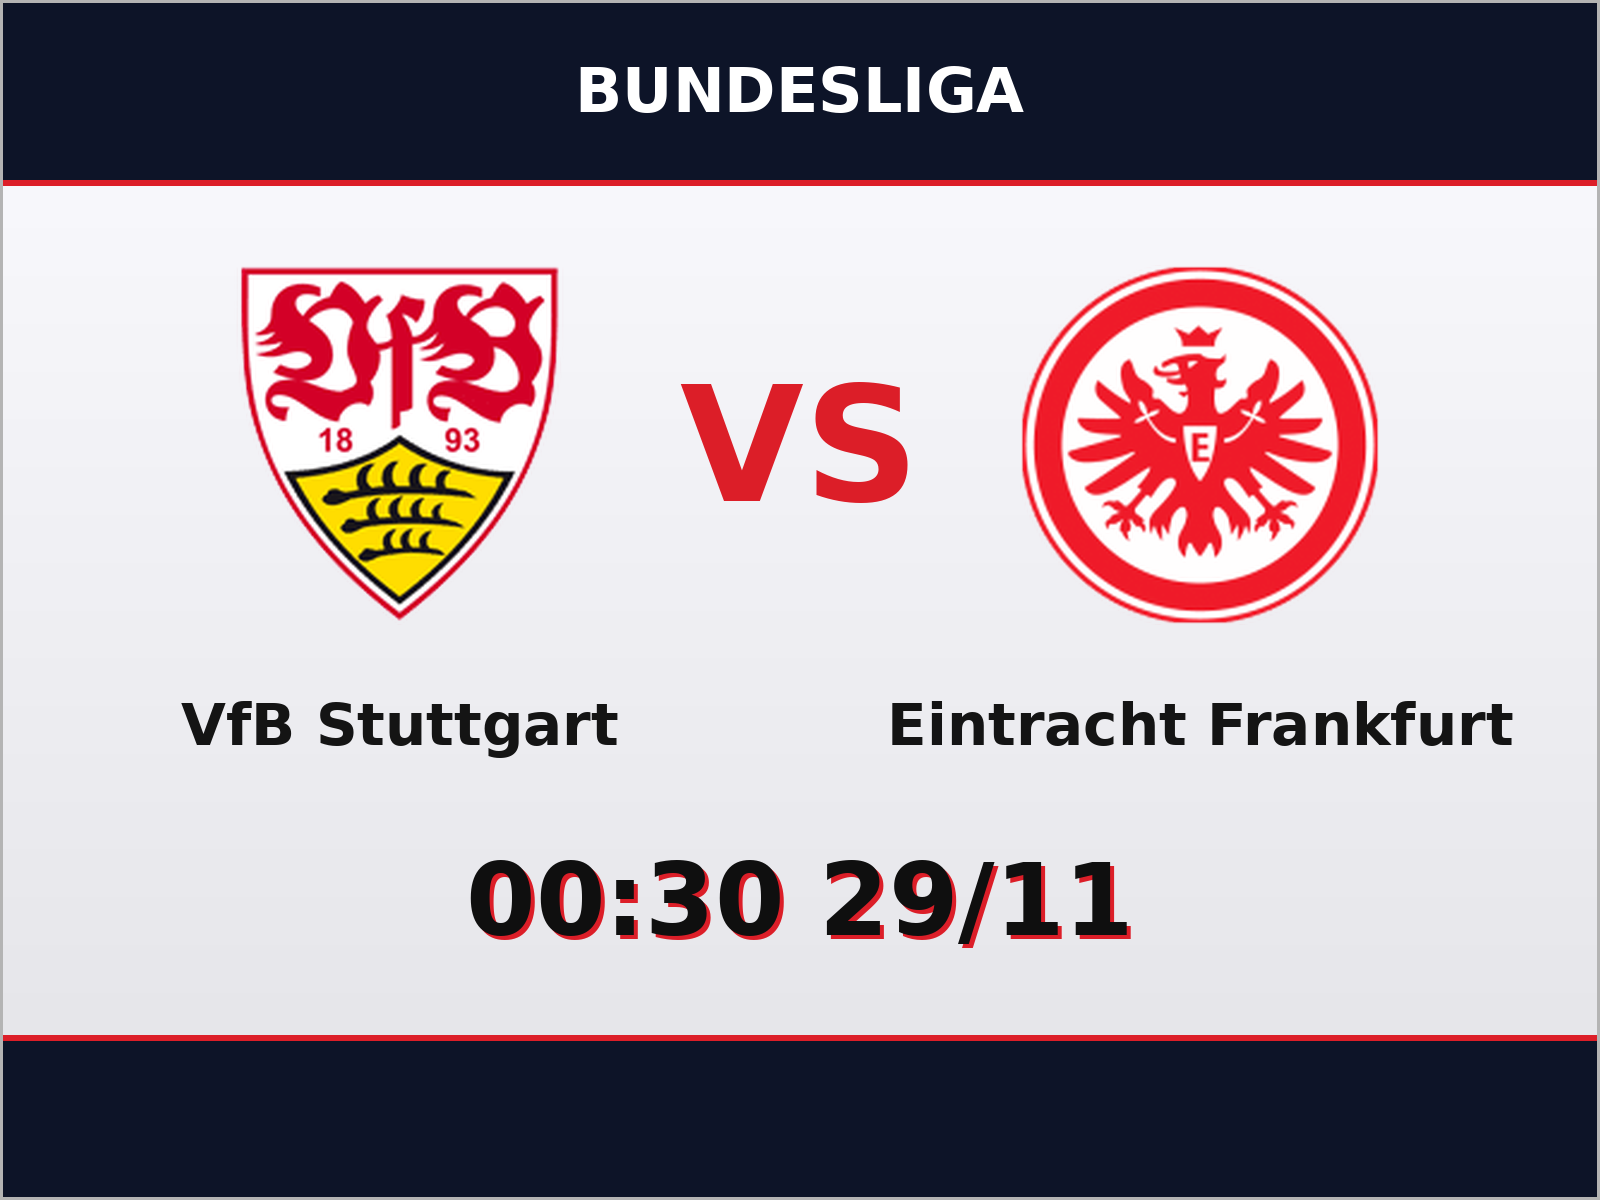 BUNDESLIGA
VfB
18 93
VS
E
VfB Stuttgart
Eintracht Frankfurt
00:30 29/11